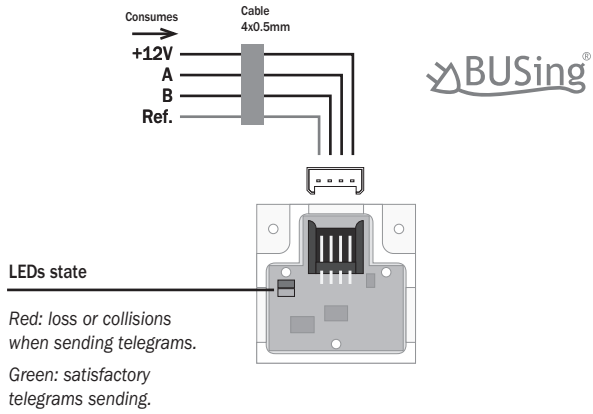 Consumes
Cable
4x0.5mm
+12V
A
B
Ref.
BUSing®
LEDs state
Red: loss or collisions
when sending telegrams.
Green: satisfactory
telegrams sending.